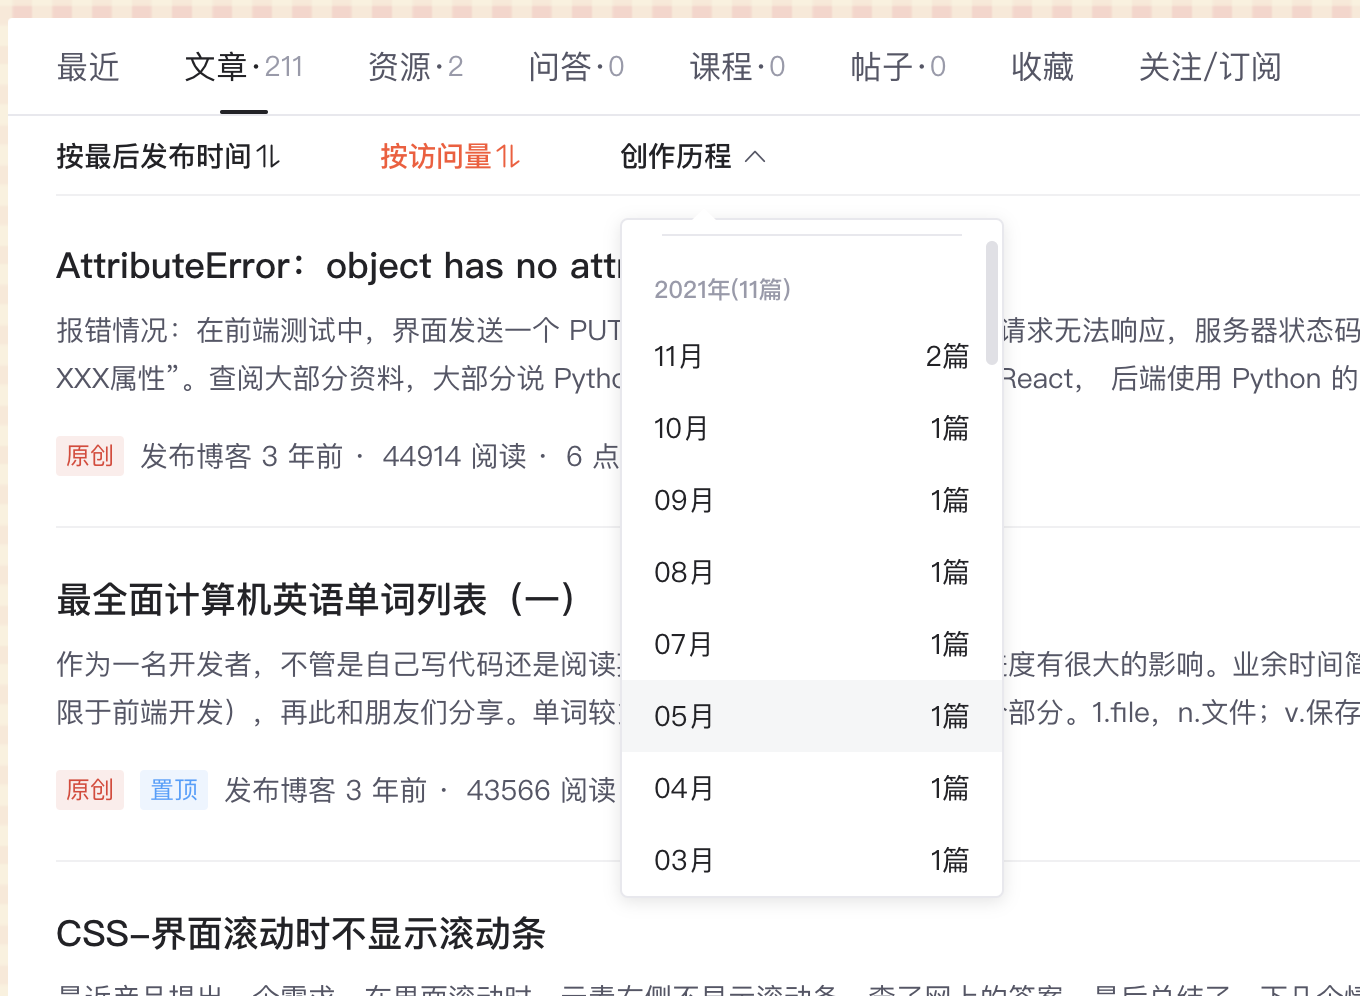 最近 文章·211 资源·2 问答·0 课程·0 帖子·0 收藏 关注/订阅
按最后发布时间 按访问量 创作历程
AttributeError：object has no
报错情况：在前端测试中，界面发送一个 PUT
请求无法响应，服务器状态码
XXX属性”。查阅大部分资料，大部分说
React， 后端使用 Python 的
原创 发布博客 3 年前 · 44914 阅读 · 6 点
最全面计算机英语单词列表（一）
作为一名开发者，不管是自己写代码还是阅读
度有很大的影响。业余时间简
限于前端开发），再此和朋友们分享。单词较
部分。1.file，n.文件；v.保存
原创 置顶 发布博客 3 年前 · 43566 阅读
CSS–界面滚动时不显示滚动条
2021年(11篇)
11月 2篇
10月 1篇
09月 1篇
08月 1篇
07月 1篇
05月 1篇
04月 1篇
03月 1篇